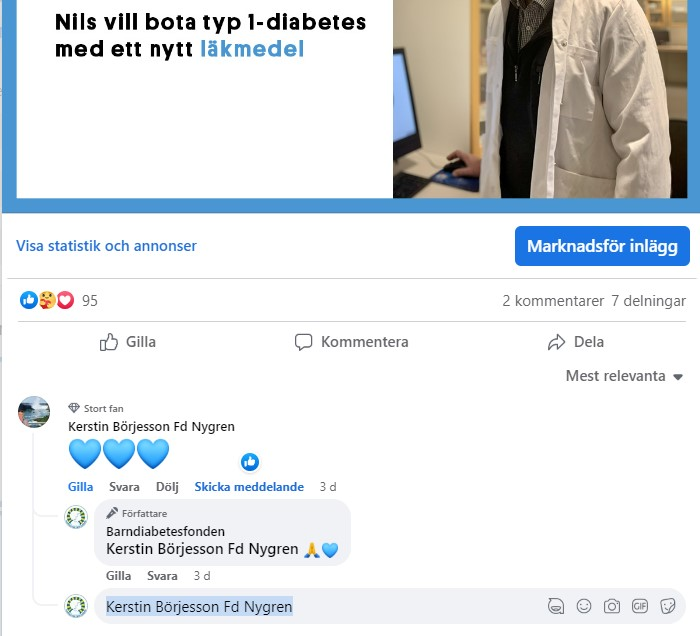 Nils vill bota typ 1-diabetes
med ett nytt läkmedel
Visa statistik och annonser
Marknadsför inlägg
95
2 kommentarer 7 delningar
Gilla
Kommentera
Dela
Mest relevanta
Stort fan
Kerstin Börjesson Fd Nygren
💙💙💙
Gilla Svara Dölj Skicka meddelande 3 d
Författare
Barndiabetesfonden
Kerstin Börjesson Fd Nygren 🙏💙
Gilla Svara 3 d
Kerstin Börjesson Fd Nygren
GIF